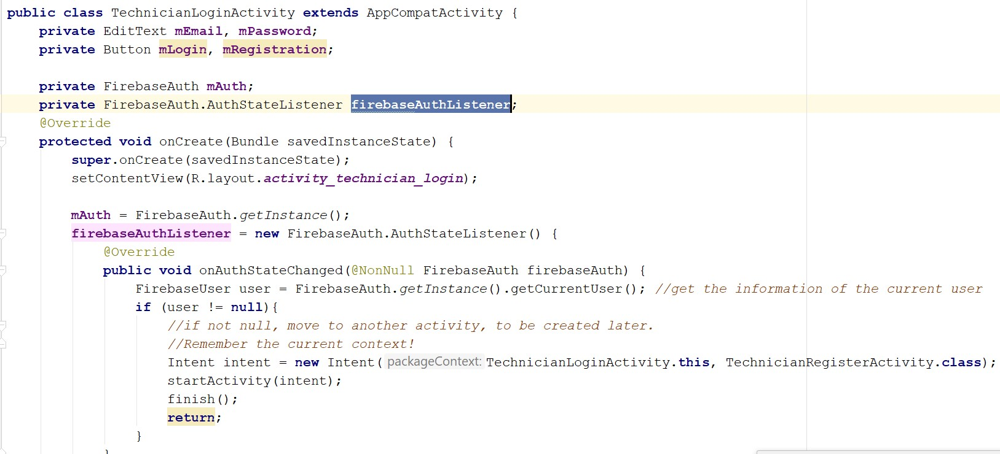 public class TechnicianLoginActivity extends AppCompatActivity {
private EditText mEmail, mPassword;
private Button mLogin, mRegistration;
private FirebaseAuth mAuth;
private FirebaseAuth.AuthStateListener firebaseAuthListener;
@Override
protected void onCreate(Bundle savedInstanceState) {
super.onCreate(savedInstanceState);
setContentView(R.layout.activity_technician_login);
mAuth = FirebaseAuth.getInstance();
firebaseAuthListener = new FirebaseAuth.AuthStateListener() {
@Override
public void onAuthStateChanged(@NonNull FirebaseAuth firebaseAuth) {
FirebaseUser user = FirebaseAuth.getInstance().getCurrentUser(); //get the information of the current user
if (user != null){
//if not null, move to another activity, to be created later.
//Remember the current context!
Intent intent = new Intent( packageContext: TechnicianLoginActivity.this, TechnicianRegisterActivity.class);
startActivity(intent);
finish();
return;
}
}